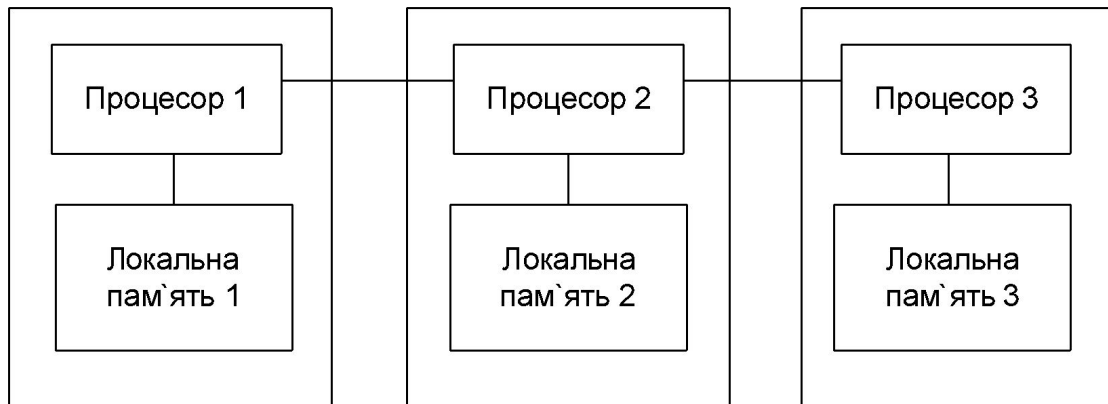 Процесор 1
Процесор 2
Процесор 3
Локальна
пам`ять 1
Локальна
пам`ять 2
Локальна
пам`ять 3